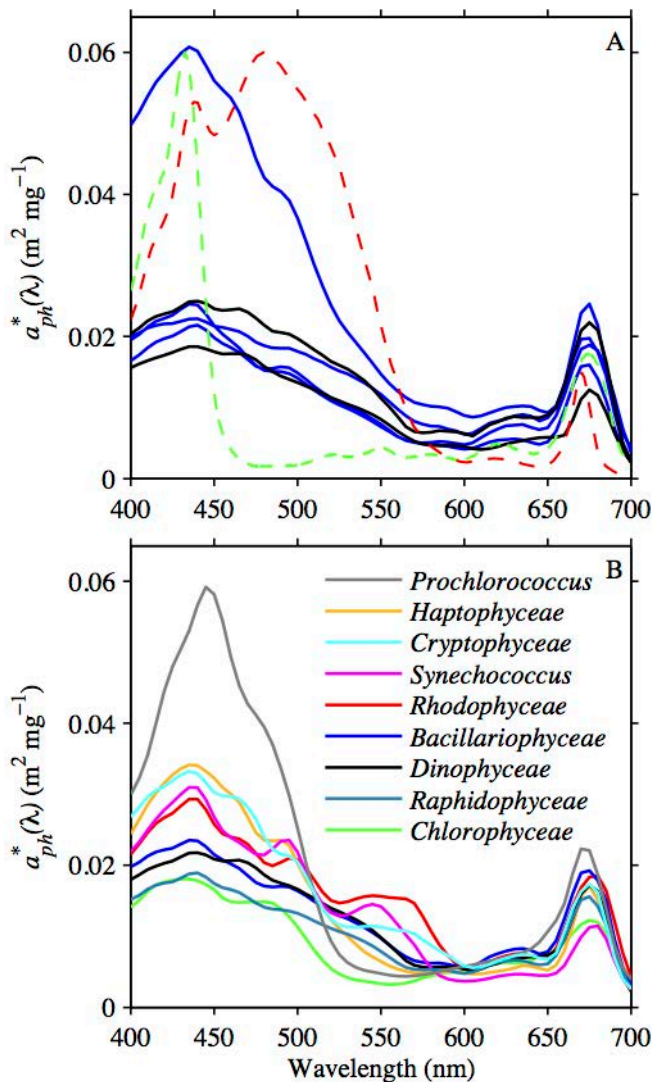 A
0.06
0.04
0.02
0
a*ph(λ) (m² mg⁻¹)
400 450 500 550 600 650 700
B
0.06
0.04
0.02
0
a*ph(λ) (m² mg⁻¹)
Prochlorococcus
Haptophyceae
Cryptophyceae
Synechococcus
Rhodophyceae
Bacillariophyceae
Dinophyceae
Raphidophyceae
Chlorophyceae
400 450 500 550 600 650 700
Wavelength (nm)